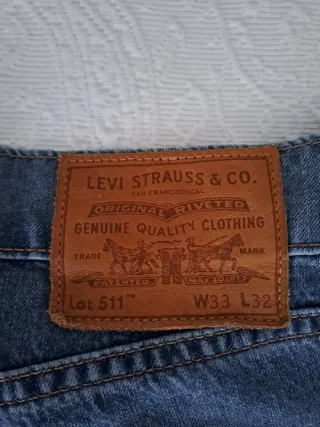 LEVI STRAUSS & CO.
SAN FRANCISCO, CAL
ORIGINAL RIVETED
GENUINE QUALITY CLOTHING
TRADE MARK
PATENTED MAY 20 1873
Lot 511™ W33 L32